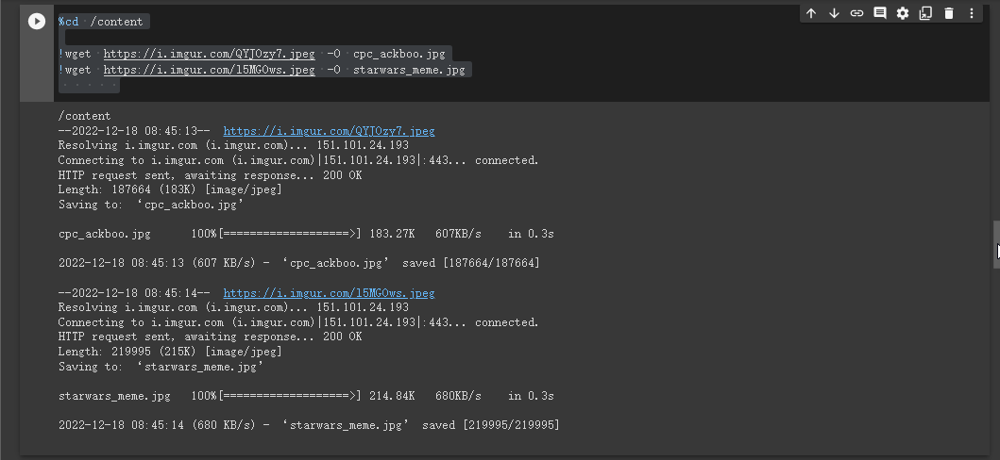 %cd /content
!wget https://i.imgur.com/QYJOzy7.jpeg -O cpc_ackboo.jpg
!wget https://i.imgur.com/l5MGOws.jpeg -O starwars_meme.jpg
/content
--2022-12-18 08:45:13--  https://i.imgur.com/QYJOzy7.jpeg
Resolving i.imgur.com (i.imgur.com)... 151.101.24.193
Connecting to i.imgur.com (i.imgur.com)|151.101.24.193|:443... connected.
HTTP request sent, awaiting response... 200 OK
Length: 187664 (183K) [image/jpeg]
Saving to: ‘cpc_ackboo.jpg’
cpc_ackboo.jpg      100%[===================>] 183.27K   607KB/s    in 0.3s
2022-12-18 08:45:13 (607 KB/s) - ‘cpc_ackboo.jpg’ saved [187664/187664]
--2022-12-18 08:45:14--  https://i.imgur.com/l5MGOws.jpeg
Resolving i.imgur.com (i.imgur.com)... 151.101.24.193
Connecting to i.imgur.com (i.imgur.com)|151.101.24.193|:443... connected.
HTTP request sent, awaiting response... 200 OK
Length: 219995 (215K) [image/jpeg]
Saving to: ‘starwars_meme.jpg’
starwars_meme.jpg   100%[===================>] 214.84K   680KB/s    in 0.3s
2022-12-18 08:45:14 (680 KB/s) - ‘starwars_meme.jpg’ saved [219995/219995]